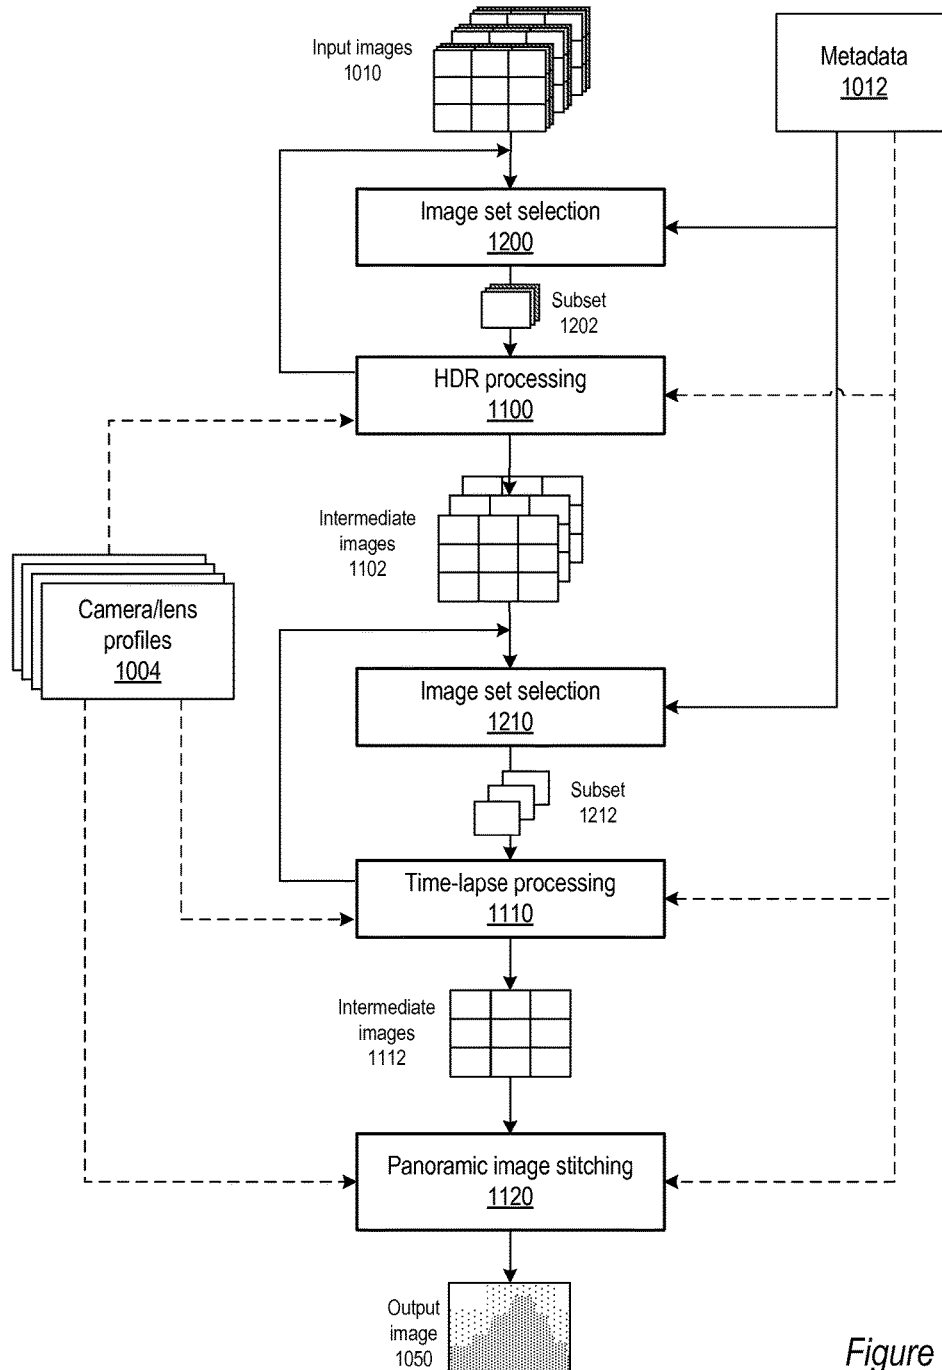 Input images
1010
Metadata
1012
Image set selection
1200
Subset
1202
HDR processing
1100
Intermediate
images
1102
Camera/lens
profiles
1004
Image set selection
1210
Subset
1212
Time-lapse processing
1110
Intermediate
images
1112
Panoramic image stitching
1120
Output
image
1050
Figure